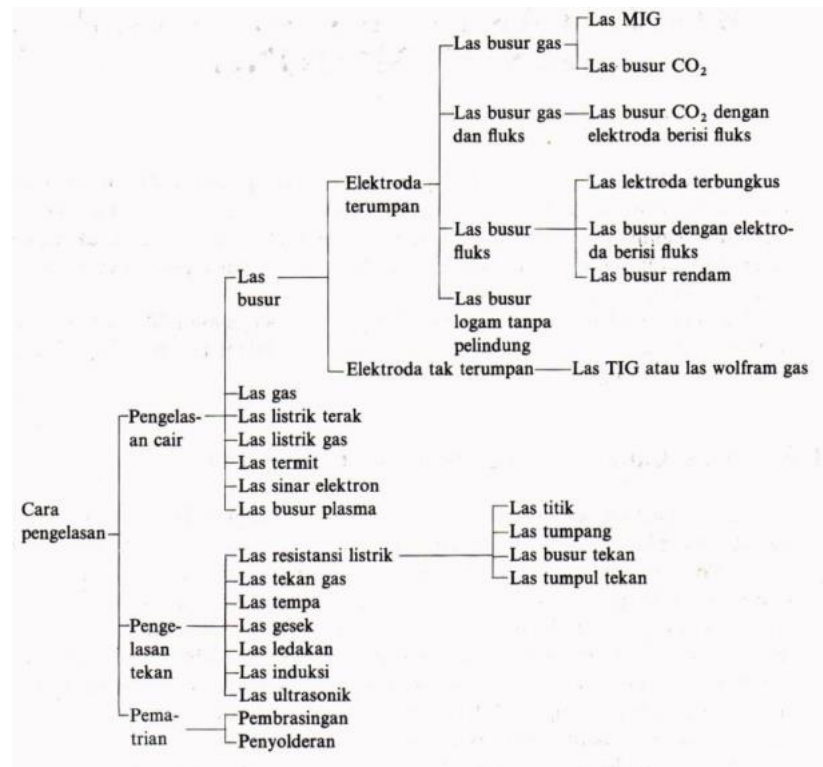 Las MIG
Las busur gas
Las busur CO₂
Las busur gas
dan fluks
Las busur CO₂ dengan
elektroda berisi fluks
Elektroda
terumpan
Las lektroda terbungkus
Las busur
fluks
Las busur dengan elektro-
da berisi fluks
Las busur rendam
Las
busur
Las busur
logam tanpa
pelindung
Elektroda tak terumpan
Las TIG atau las wolfram gas
Pengelas-
an cair
Las gas
Las listrik terak
Las listrik gas
Las termit
Las sinar elektron
Las busur plasma
Cara
pengelasan
Las titik
Las tumpang
Las busur tekan
Las tumpul tekan
Las resistansi listrik
Las tekan gas
Las tempa
Las gesek
Las ledakan
Las induksi
Las ultrasonik
Penge-
lasan
tekan
Pema-
trian
Pembrasingan
Penyolderan